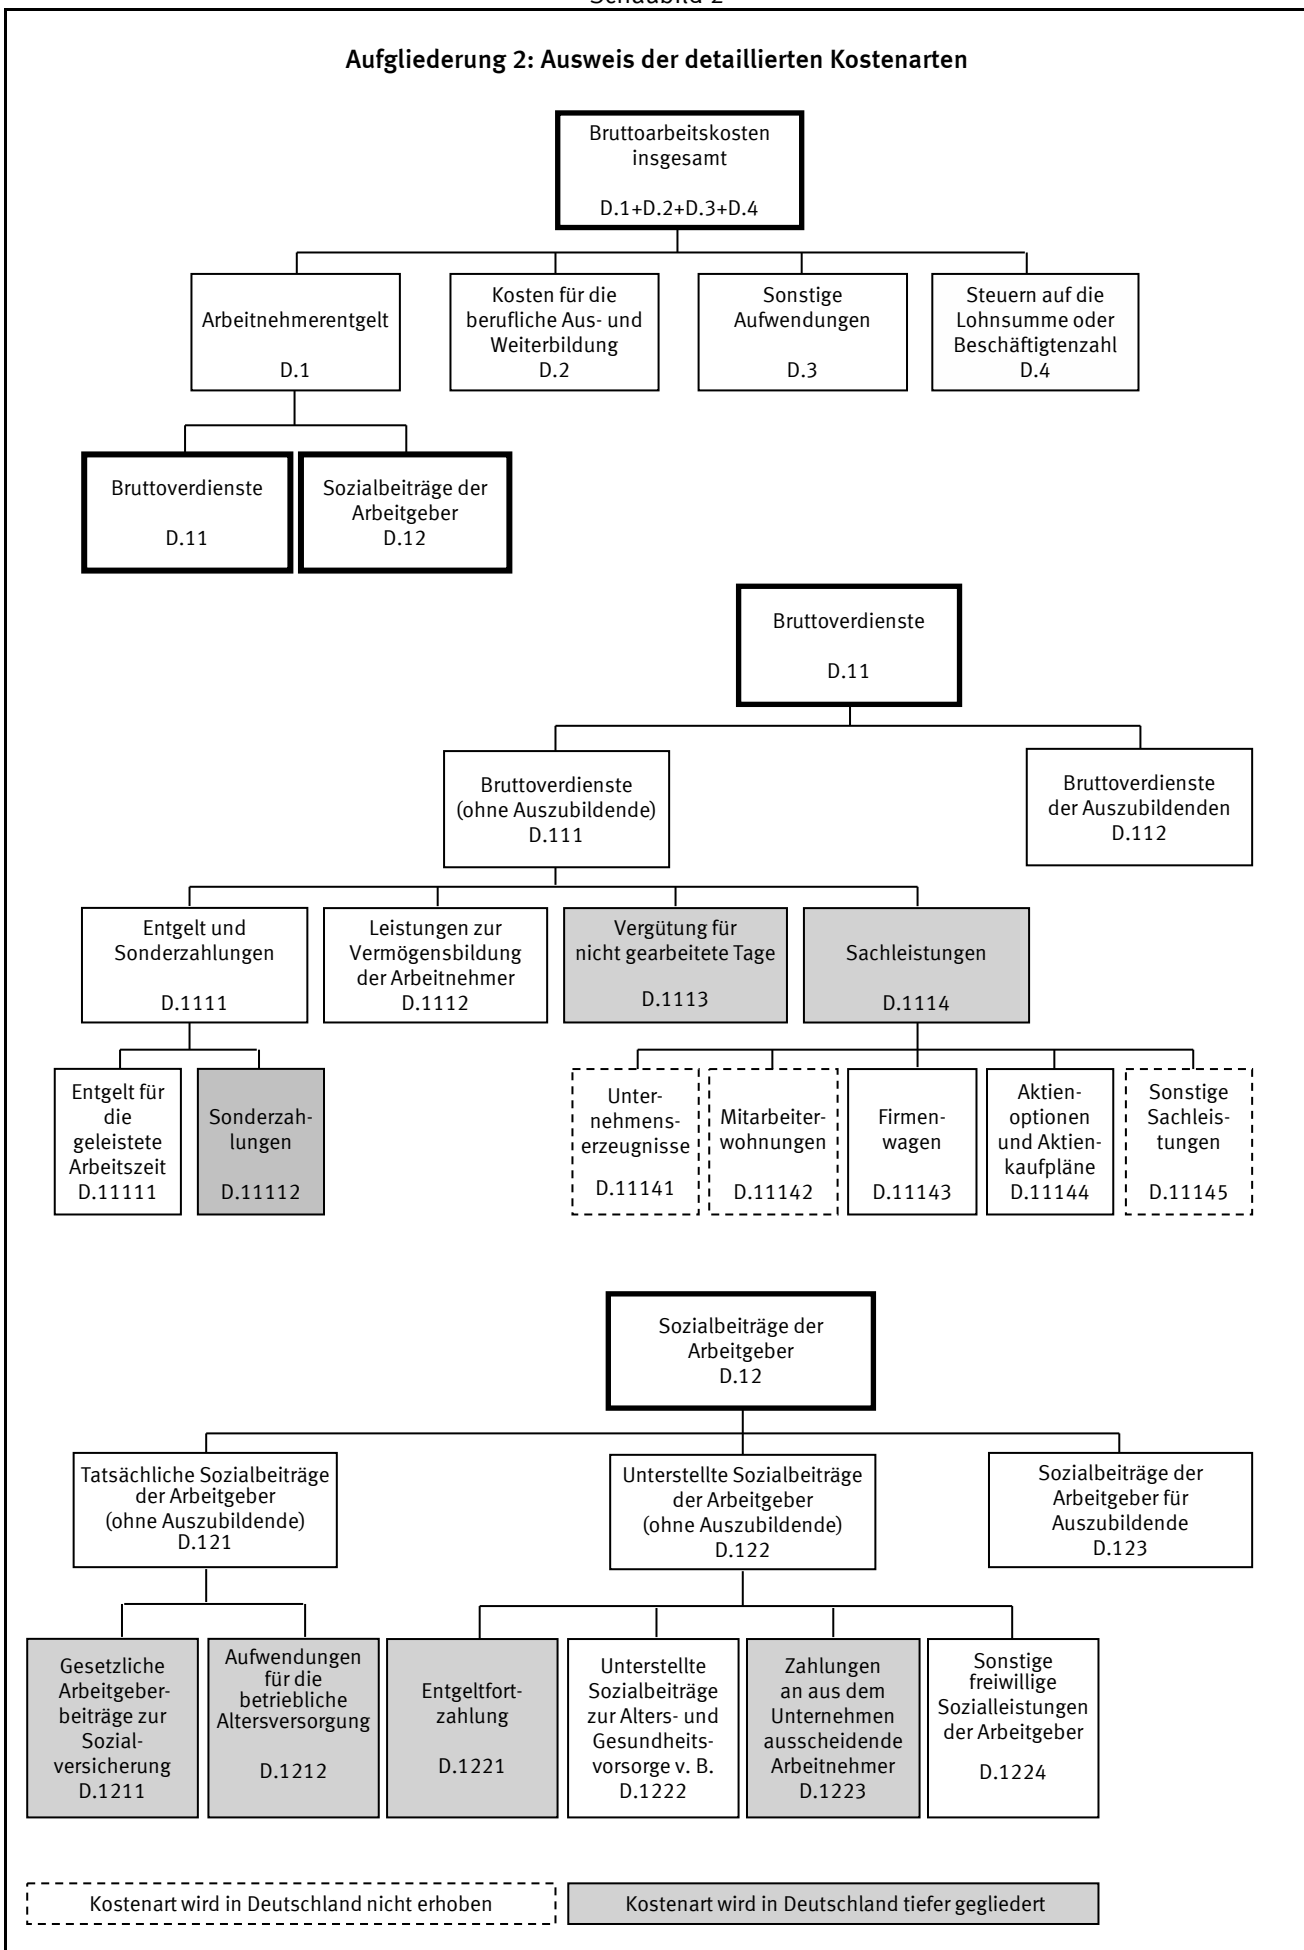 Schaubild 2
Aufgliederung 2: Ausweis der detaillierten Kostenarten
Bruttoarbeitskosten
insgesamt
D.1+D.2+D.3+D.4
Arbeitnehmerentgelt
D.1
Kosten für die
berufliche Aus- und
Weiterbildung
D.2
Sonstige
Aufwendungen
D.3
Steuern auf die
Lohnsumme oder
Beschäftigtenzahl
D.4
Bruttoverdienste
D.11
Sozialbeiträge der
Arbeitgeber
D.12
Bruttoverdienste
D.11
Bruttoverdienste
(ohne Auszubildende)
D.111
Bruttoverdienste
der Auszubildenden
D.112
Entgelt und
Sonderzahlungen
D.1111
Leistungen zur
Vermögensbildung
der Arbeitnehmer
D.1112
Vergütung für
nicht gearbeitete Tage
D.1113
Sachleistungen
D.1114
Entgelt für
die
geleistete
Arbeitszeit
D.11111
Sonderzah-
lungen
D.11112
Unter-
nehmens-
erzeugnisse
D.11141
Mitarbeiter-
wohnungen
D.11142
Firmen-
wagen
D.11143
Aktien-
optionen
und Aktien-
kaufpläne
D.11144
Sonstige
Sachleis-
tungen
D.11145
Sozialbeiträge der
Arbeitgeber
D.12
Tatsächliche Sozialbeiträge
der Arbeitgeber
(ohne Auszubildende)
D.121
Unterstellte Sozialbeiträge
der Arbeitgeber
(ohne Auszubildende)
D.122
Sozialbeiträge der
Arbeitgeber für
Auszubildende
D.123
Gesetzliche
Arbeitgeber-
beiträge zur
Sozial-
versicherung
D.1211
Aufwendungen
für die
betriebliche
Altersversorgung
D.1212
Entgeltfort-
zahlung
D.1221
Unterstellte
Sozialbeiträge
zur Alters- und
Gesundheits-
vorsorge v. B.
D.1222
Zahlungen
an aus dem
Unternehmen
ausscheidende
Arbeitnehmer
D.1223
Sonstige
freiwillige
Sozialleistungen
der Arbeitgeber
D.1224
Kostenart wird in Deutschland nicht erhoben
Kostenart wird in Deutschland tiefer gegliedert